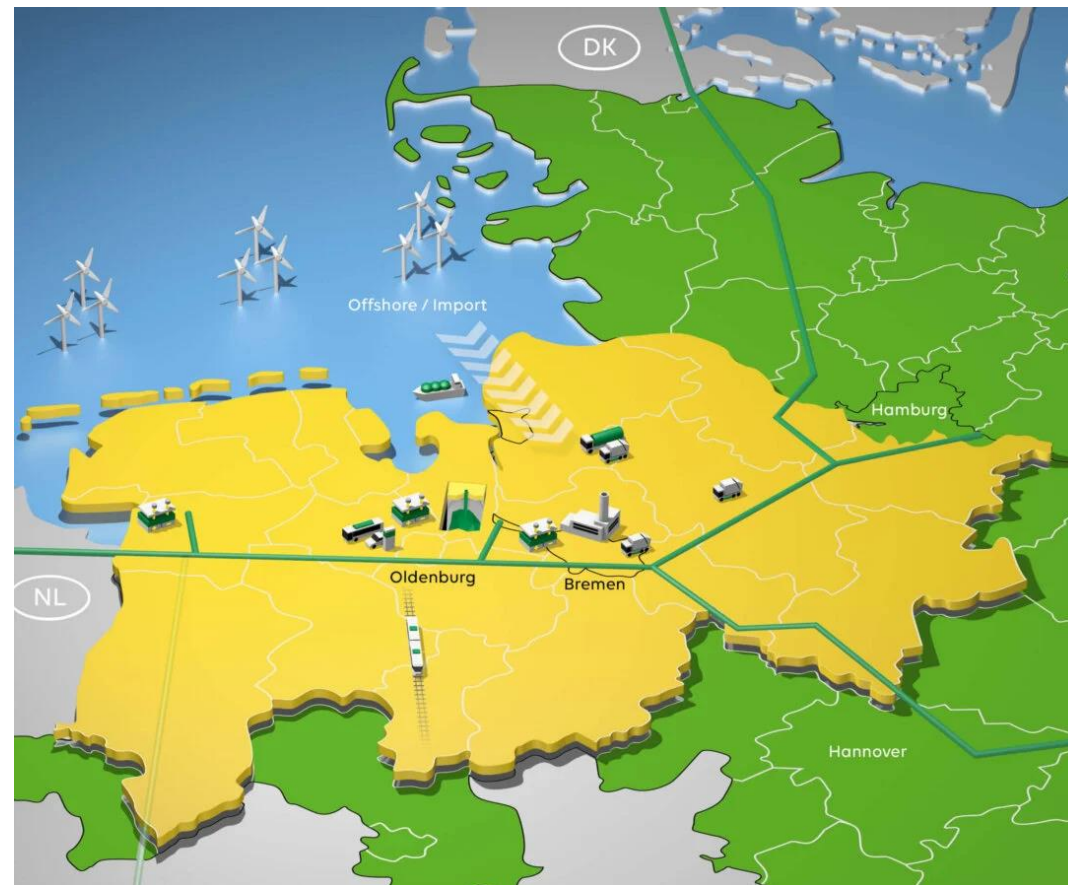 DK
Offshore / Import
Hamburg
Oldenburg
Bremen
NL
Hannover